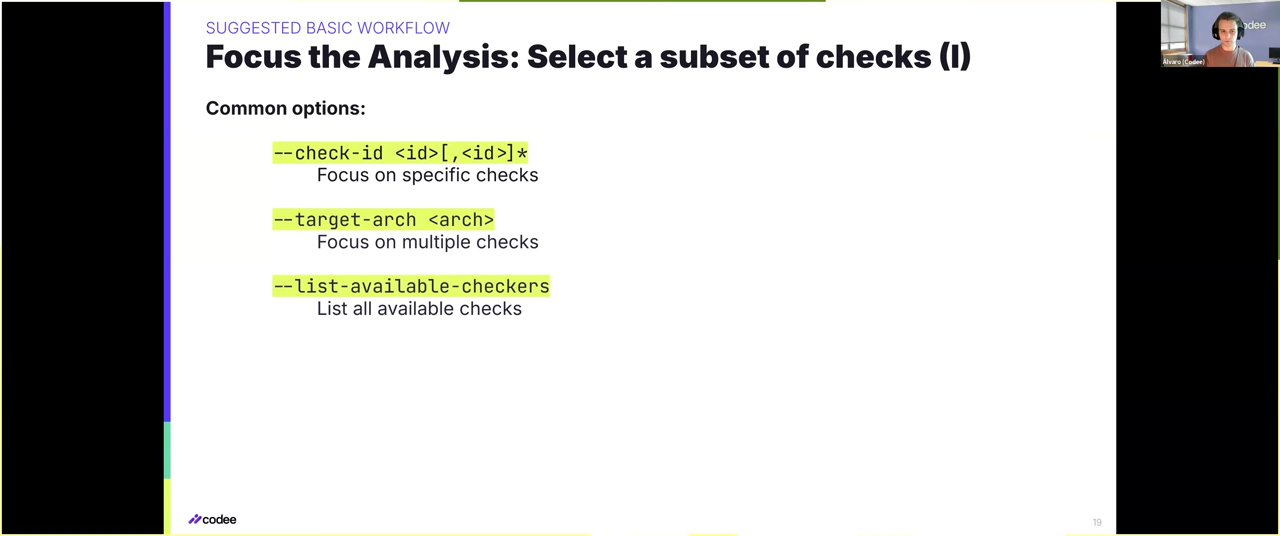 SUGGESTED BASIC WORKFLOW
Focus the Analysis: Select a subset of checks (I)
Common options:
--check-id <id>[,<id>]*
Focus on specific checks
--target-arch <arch>
Focus on multiple checks
--list-available-checkers
List all available checks
codee
19
odee
Álvaro (Codee)